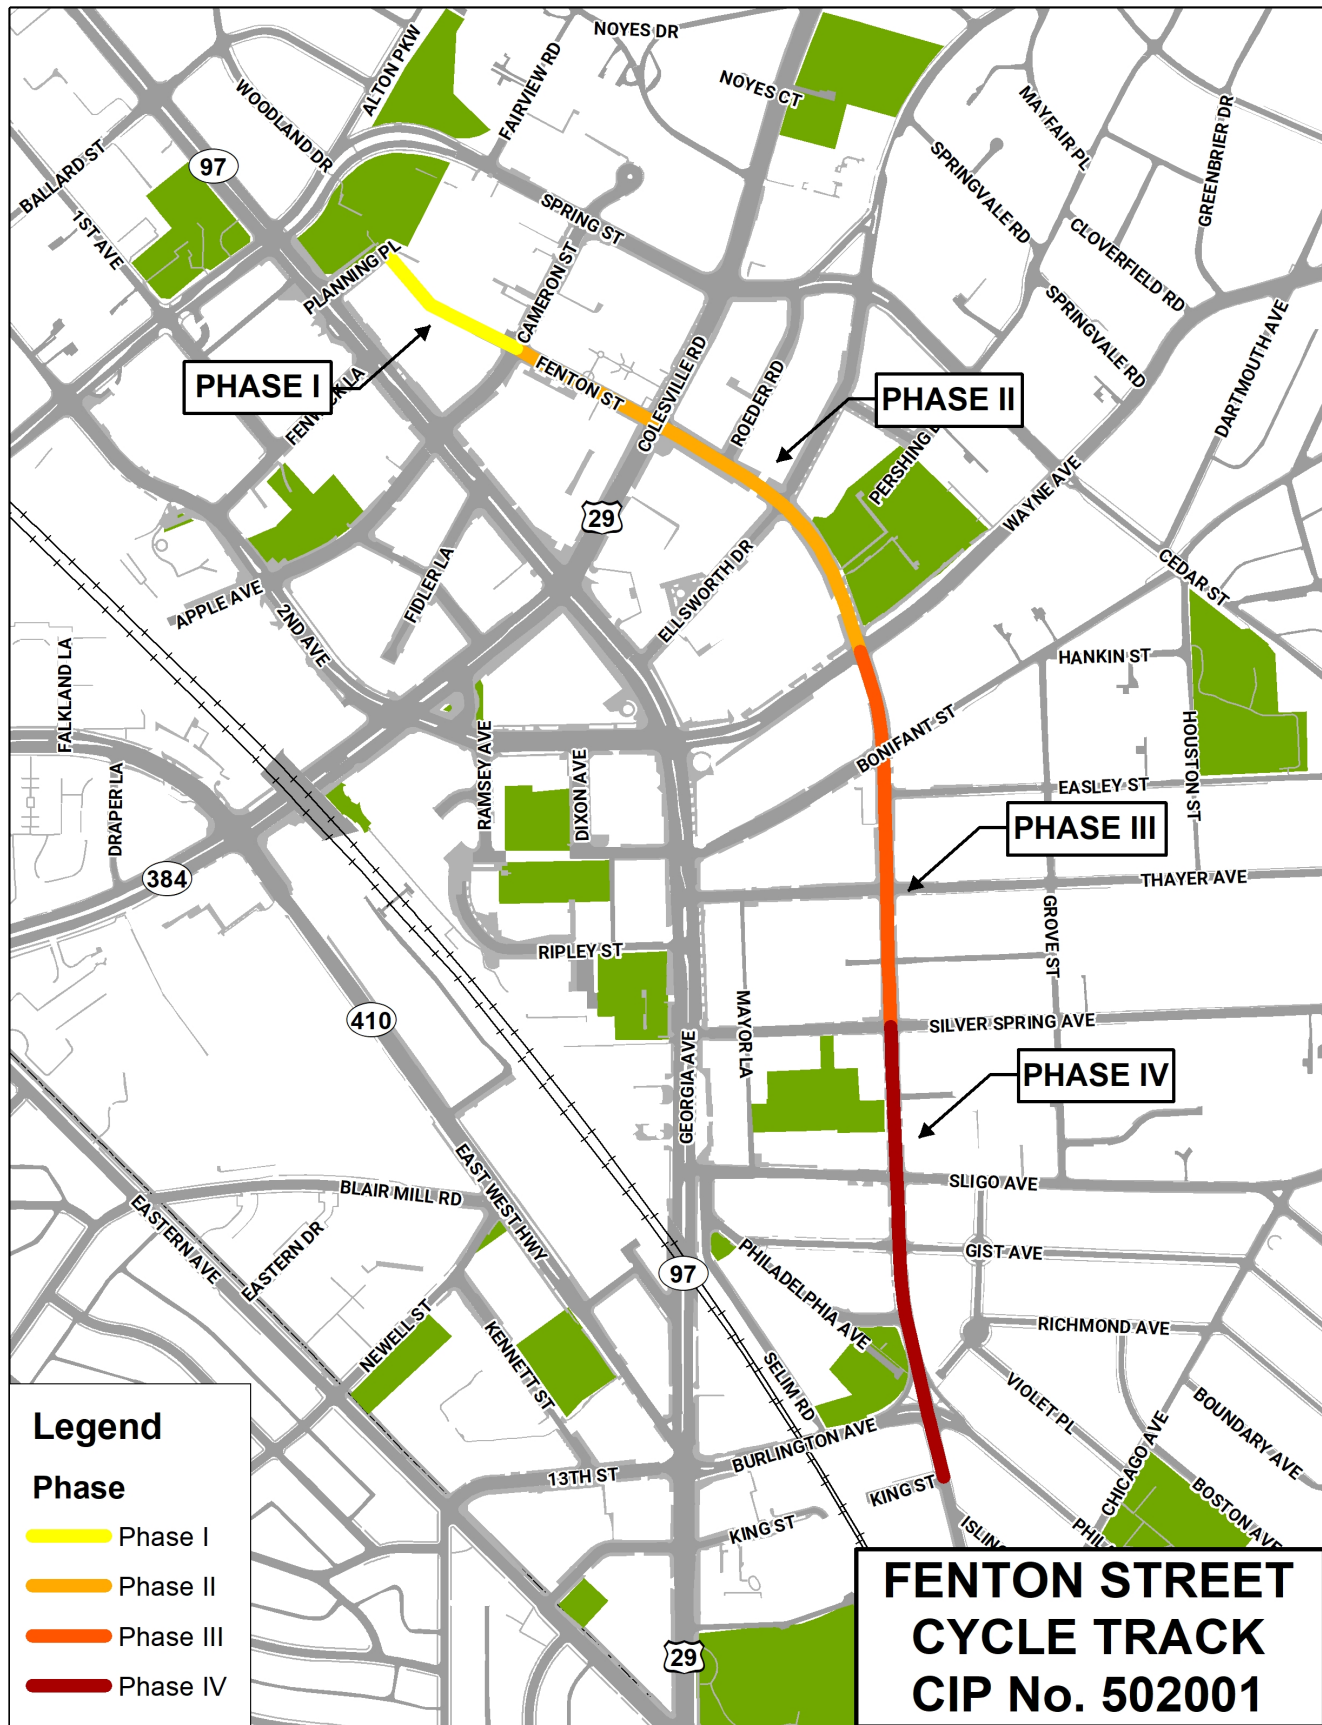 NOYES DR
ALTON PKW
FAIRVIEW RD
NOYES CT
WOODLAND DR
MAYFAIR PL
GREENBRIER DR
BALLARD ST
97
SPRINGVALE RD
1ST AVE
SPRING ST
CLOVERFIELD RD
PLANNING PL
CAMERON ST
SPRINGVALE RD
DARTMOUTH AVE
PHASE I
FENWICK LA
FENTON ST
COLESVILLE RD
ROEDER RD
PHASE II
PERSHING
WAYNE AVE
29
APPLE AVE
2ND AVE
FIDLER LA
ELLSWORTH DR
CEDAR ST
HANKIN ST
FALKLAND LA
DRAPER LA
RAMSEY AVE
DIXON AVE
BONIFANT ST
HOUSTON ST
EASLEY ST
PHASE III
384
THAYER AVE
GROVE ST
RIPLEY ST
410
MAYOR LA
GEORGIA AVE
SILVER SPRING AVE
PHASE IV
EAST WEST HWY
BLAIR MILL RD
SLIGO AVE
EASTERN AVE
EASTERN DR
97
PHILADELPHIA AVE
GIST AVE
NEWELL ST
KENNETT ST
SELIM RD
RICHMOND AVE
VIOLET PL
BOUNDARY AVE
CHICAGO AVE
BURLINGTON AVE
13TH ST
KING ST
KING ST
BOSTON AVE
Legend
Phase
Phase I
Phase II
Phase III
Phase IV
29
FENTON STREET
CYCLE TRACK
CIP No. 502001